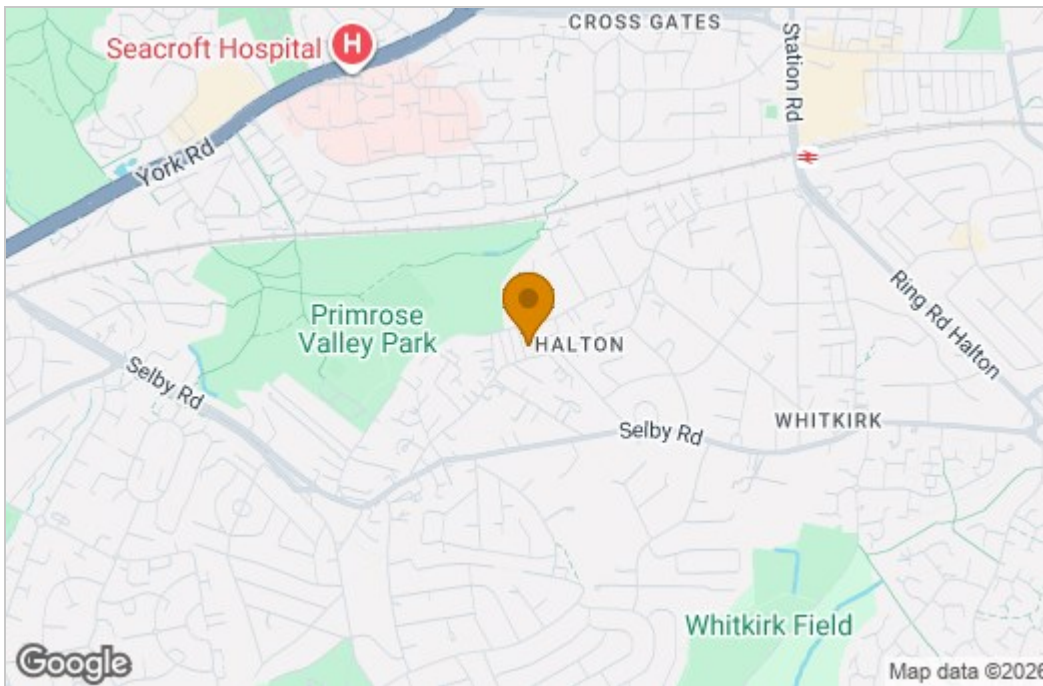 CROSS GATES
Seacroft Hospital
H
Station Rd
York Rd
Primrose
Valley Park
HALTON
Ring Rd Halton
Selby Rd
Selby Rd
WHITKIRK
Whitkirk Field
Google
Map data ©2026